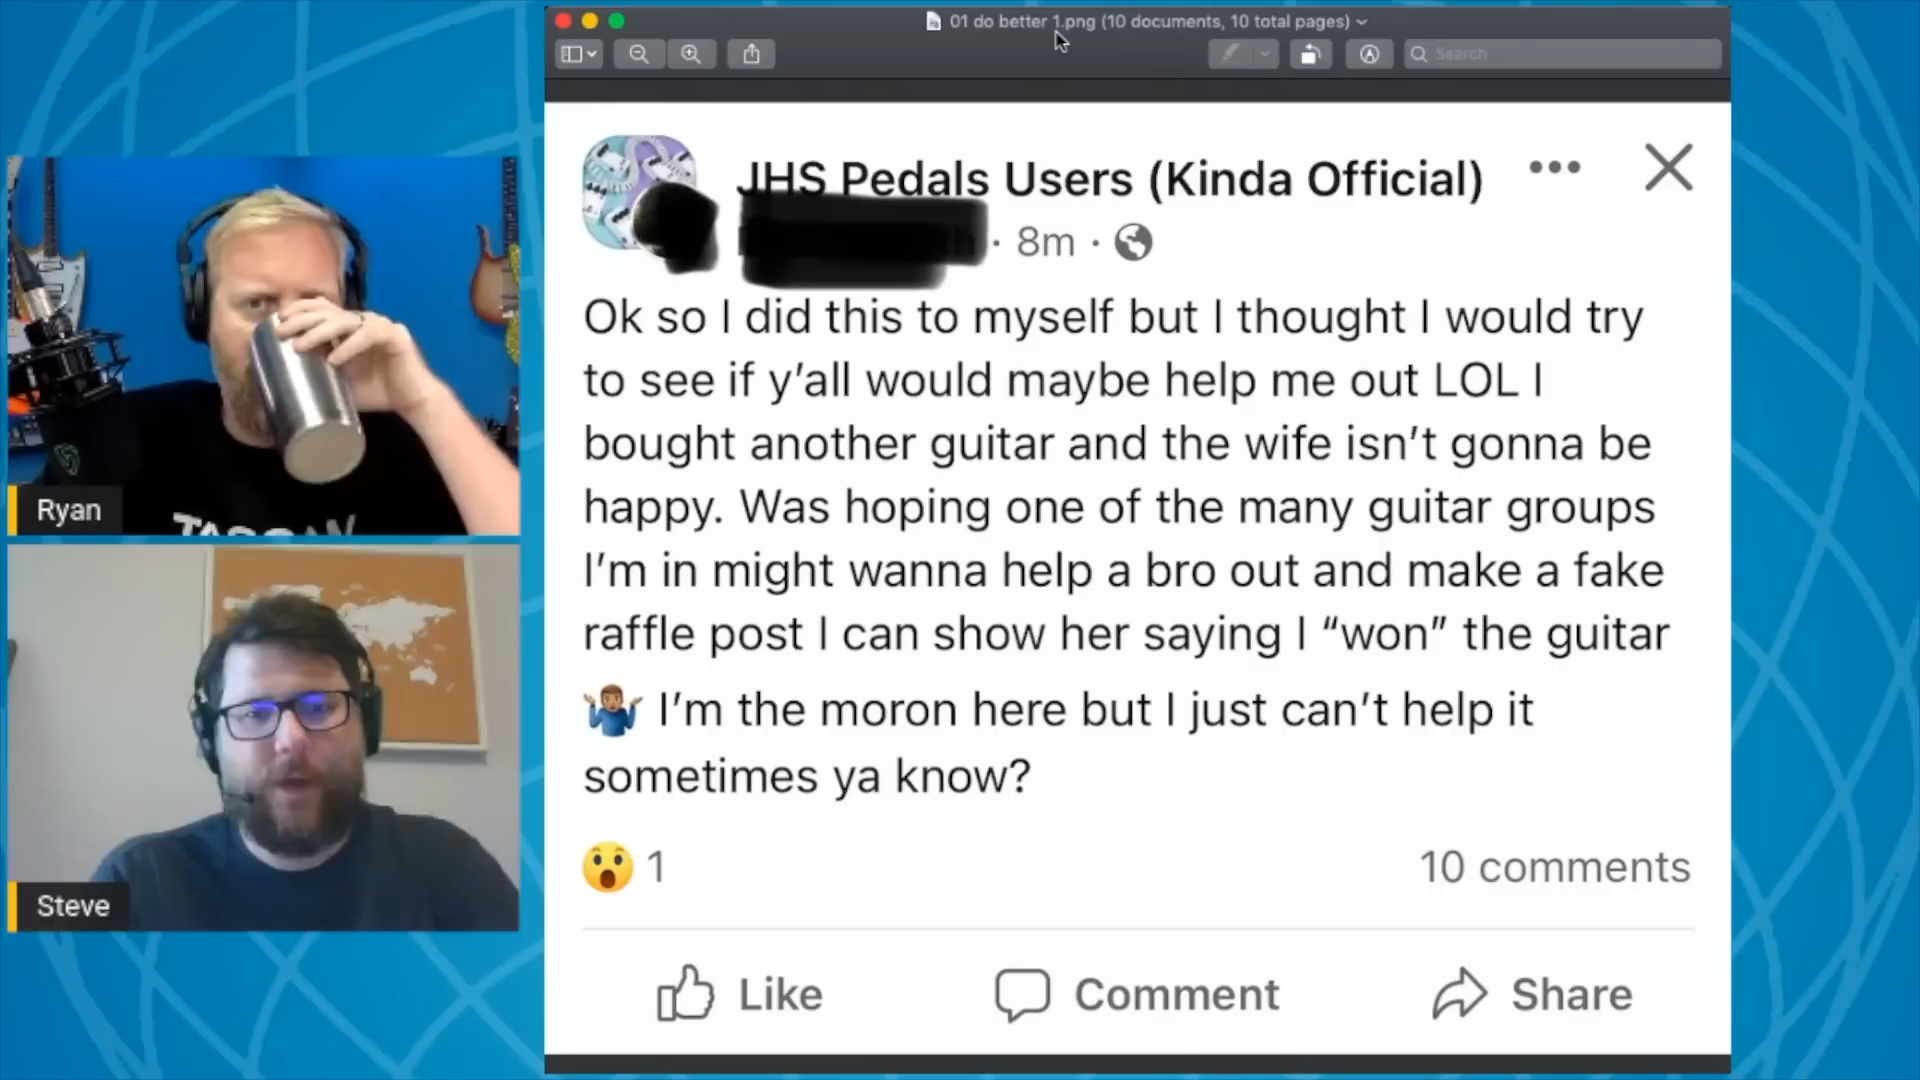 01 do better 1.png (10 documents, 10 total pages)
Search
JHS Pedals Users (Kinda Official)
· 8m ·
Ok so I did this to myself but I thought I would try
to see if y'all would maybe help me out LOL I
bought another guitar and the wife isn't gonna be
happy. Was hoping one of the many guitar groups
I'm in might wanna help a bro out and make a fake
raffle post I can show her saying I “won” the guitar
🤷🏽‍♂️ I'm the moron here but I just can't help it
sometimes ya know?
1
10 comments
Like
Comment
Share
Ryan
Steve